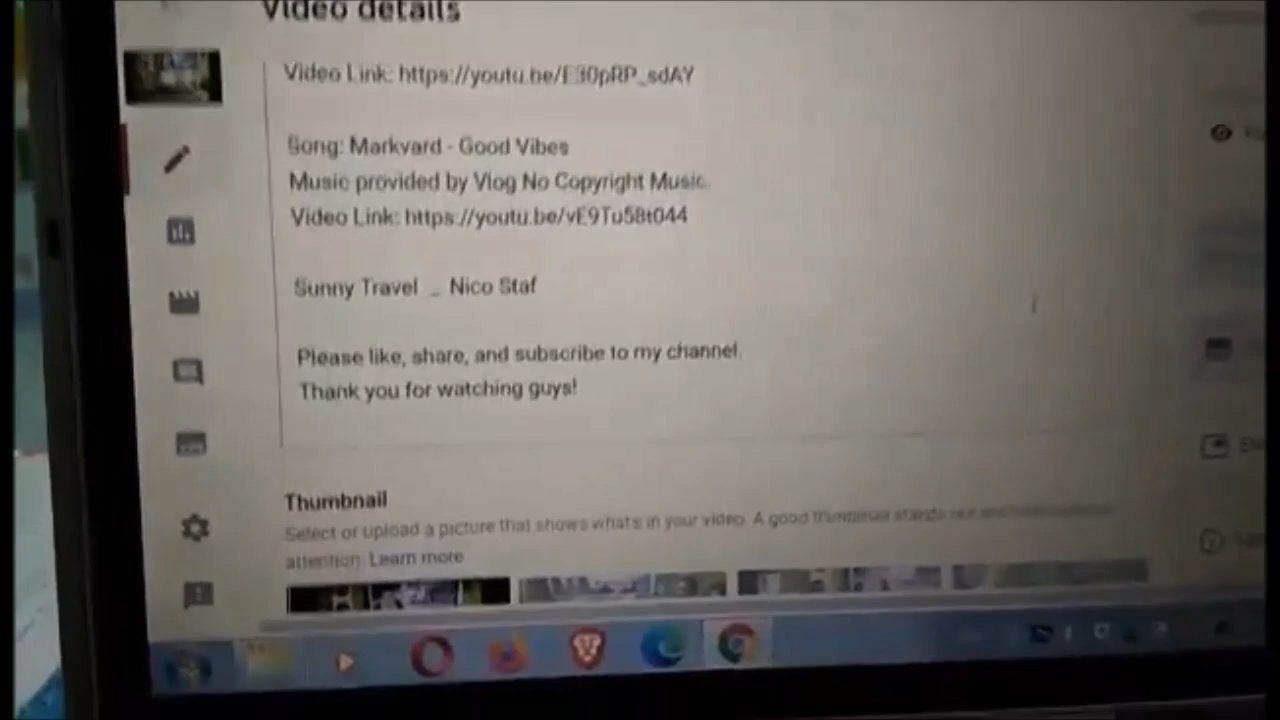 Video details
Video Link: https://youtu.be/E30pRP_sdAY
Song: Markvard - Good Vibes
Music provided by Vlog No Copyright Music.
Video Link: https://youtu.be/vE9Tu58t044
Sunny Travel _ Nico Staf
Please like, share, and subscribe to my channel.
Thank you for watching guys!
Thumbnail
Select or upload a picture that shows what's in your video. A good thumbnail stands out and
attention. Learn more